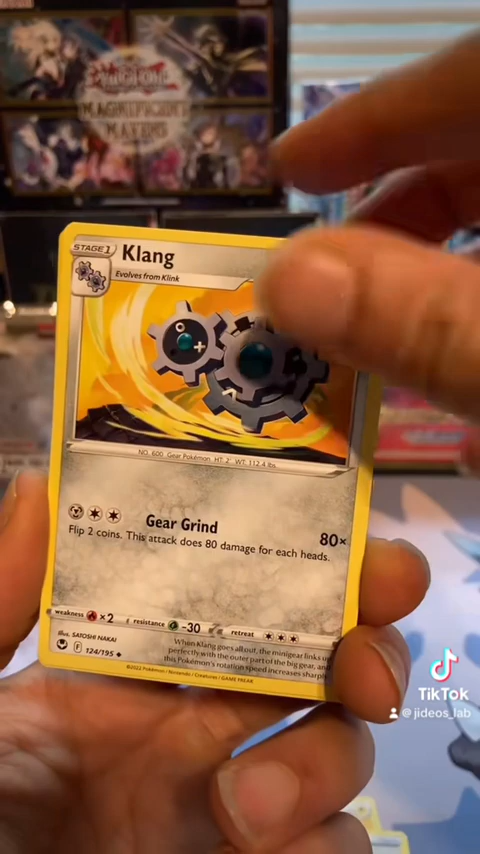 MAGNIFICENT
MAVENS
STAGE 1
Klang
Evolves from Klink
NO. 600 Gear Pokémon HT: 2' WT: 112.4 lbs.
Gear Grind
80×
Flip 2 coins. This attack does 80 damage for each heads.
weakness ×2 resistance -30 retreat
Illus. SATOSHI NAKAI
F 124/195
When Klang goes all out, the minigear links up
perfectly with the outer part of the big gear, and
this Pokémon's rotation speed increases sharply.
©2022 Pokémon / Nintendo / Creatures / GAME FREAK
TikTok
@jideos_lab